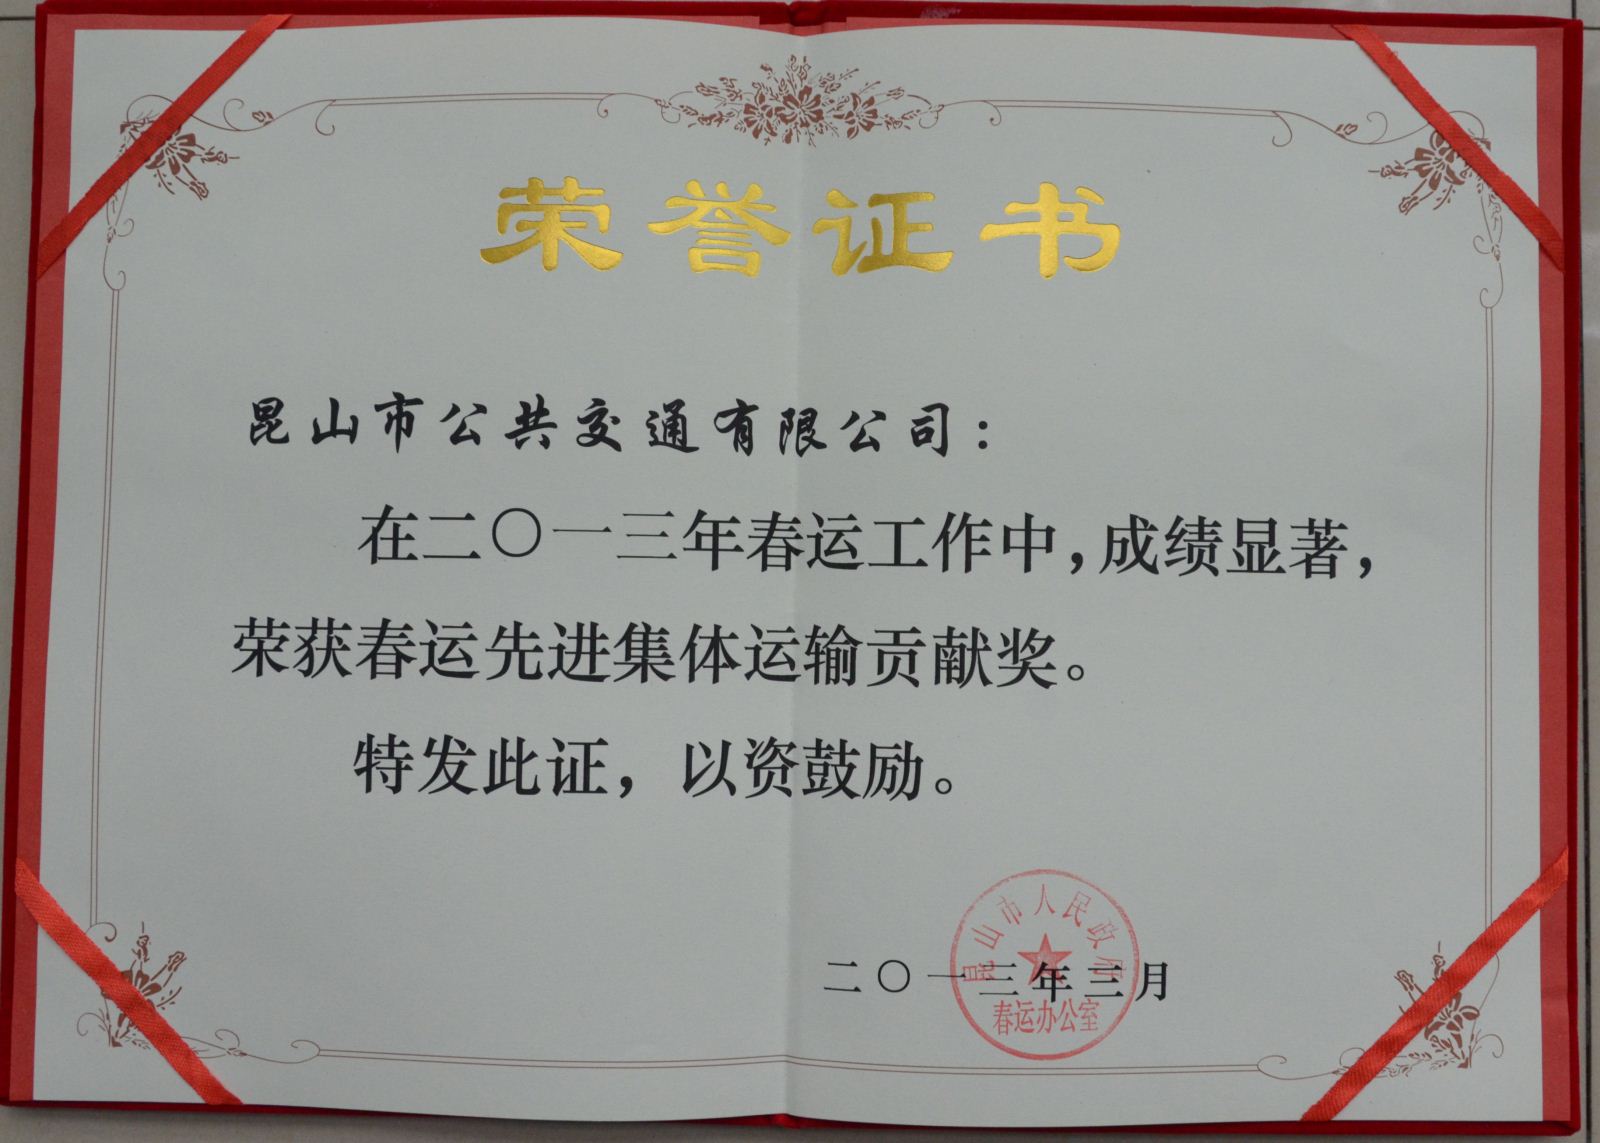 荣誉证书
昆山市公共交通有限公司：
在二〇一三年春运工作中，成绩显著，
荣获春运先进集体运输贡献奖。
特发此证，以资鼓励。
昆山市人民政府
二〇一三年三月
春运办公室